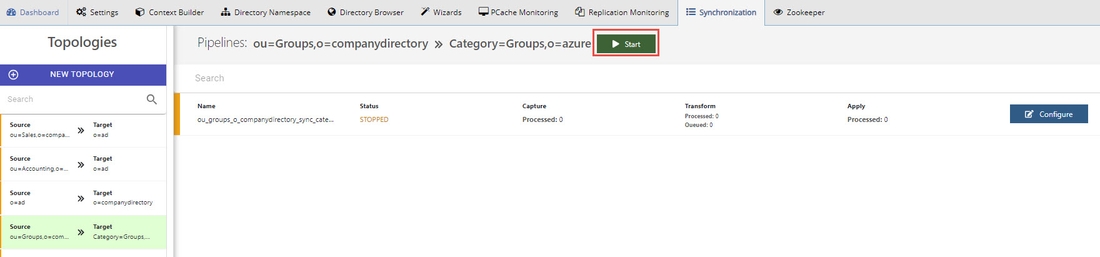 Dashboard Settings Context Builder Directory Namespace Directory Browser Wizards PCache Monitoring Replication Monitoring Synchronization Zookeeper
Topologies
NEW TOPOLOGY
Search
Source Target
ou=Sales.o=compa... o=ad
Source Target
ou=Accounting.o=... o=ad
Source Target
o=ad o=companydirectory
Source Target
ou=Groups,o=com... Category=Groups,...
Pipelines: ou=Groups,o=companydirectory » Category=Groups,o=azure Start
Search
Name Status Capture Transform Apply
ou_groups_o_companydirectory_sync_cate... STOPPED Processed: 0 Processed: 0 Processed: 0 Configure
Queued: 0